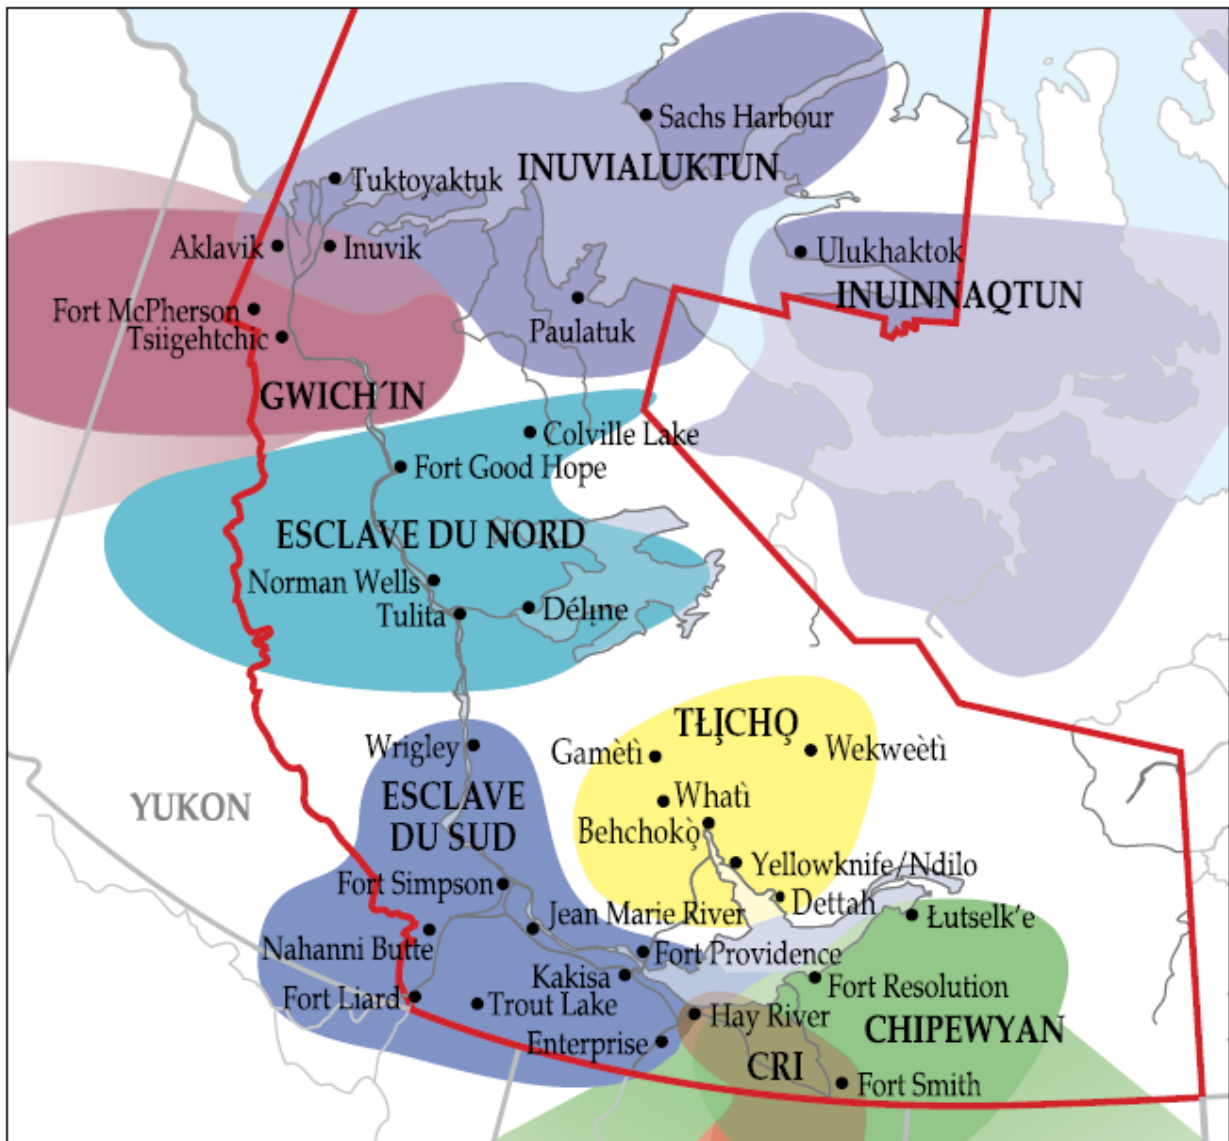 Sachs Harbour
INUVIALUKTUN
Tuktoyaktuk
Aklavik
Inuvik
Ulukhaktok
INUINNAQTUN
Fort McPherson
Tsiigehtchic
Paulatuk
GWICH´IN
Colville Lake
Fort Good Hope
ESCLAVE DU NORD
Norman Wells
Tulita
Délı̨ne
TŁĮCHǪ
Wrigley
Gamètì
Wekweètì
ESCLAVE
DU SUD
Whatì
YUKON
Behchokǫ̀
Yellowknife/Ndilo
Fort Simpson
Dettah
Jean Marie River
Łutselk’e
Nahanni Butte
Fort Providence
Kakisa
Fort Resolution
Fort Liard
Trout Lake
Hay River
CHIPEWYAN
Enterprise
CRI
Fort Smith